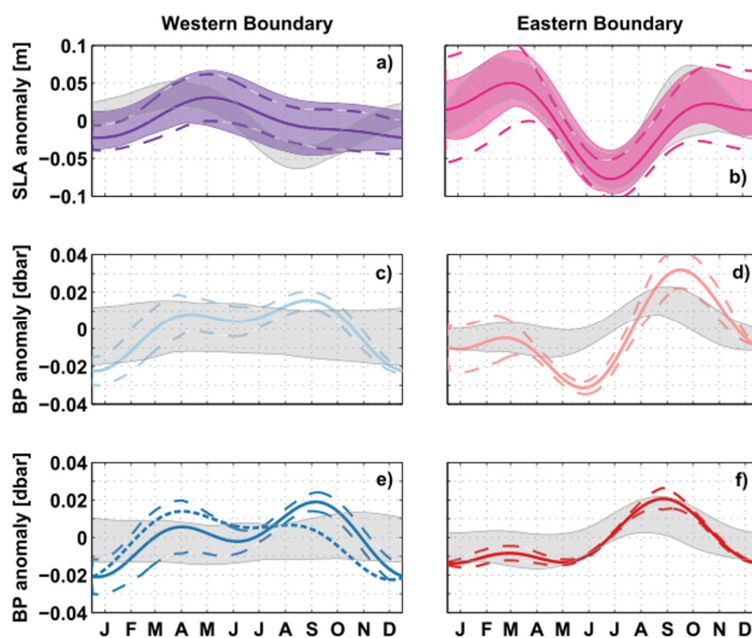 Western Boundary Eastern Boundary
SLA anomaly [m]
0.1
0.05
0
−0.05
−0.1
a)
b)
BP anomaly [dbar]
0.04
0.02
0
−0.02
−0.04
c)
d)
BP anomaly [dbar]
0.04
0.02
0
−0.02
−0.04
e)
f)
J F M A M J J A S O N D
J F M A M J J A S O N D